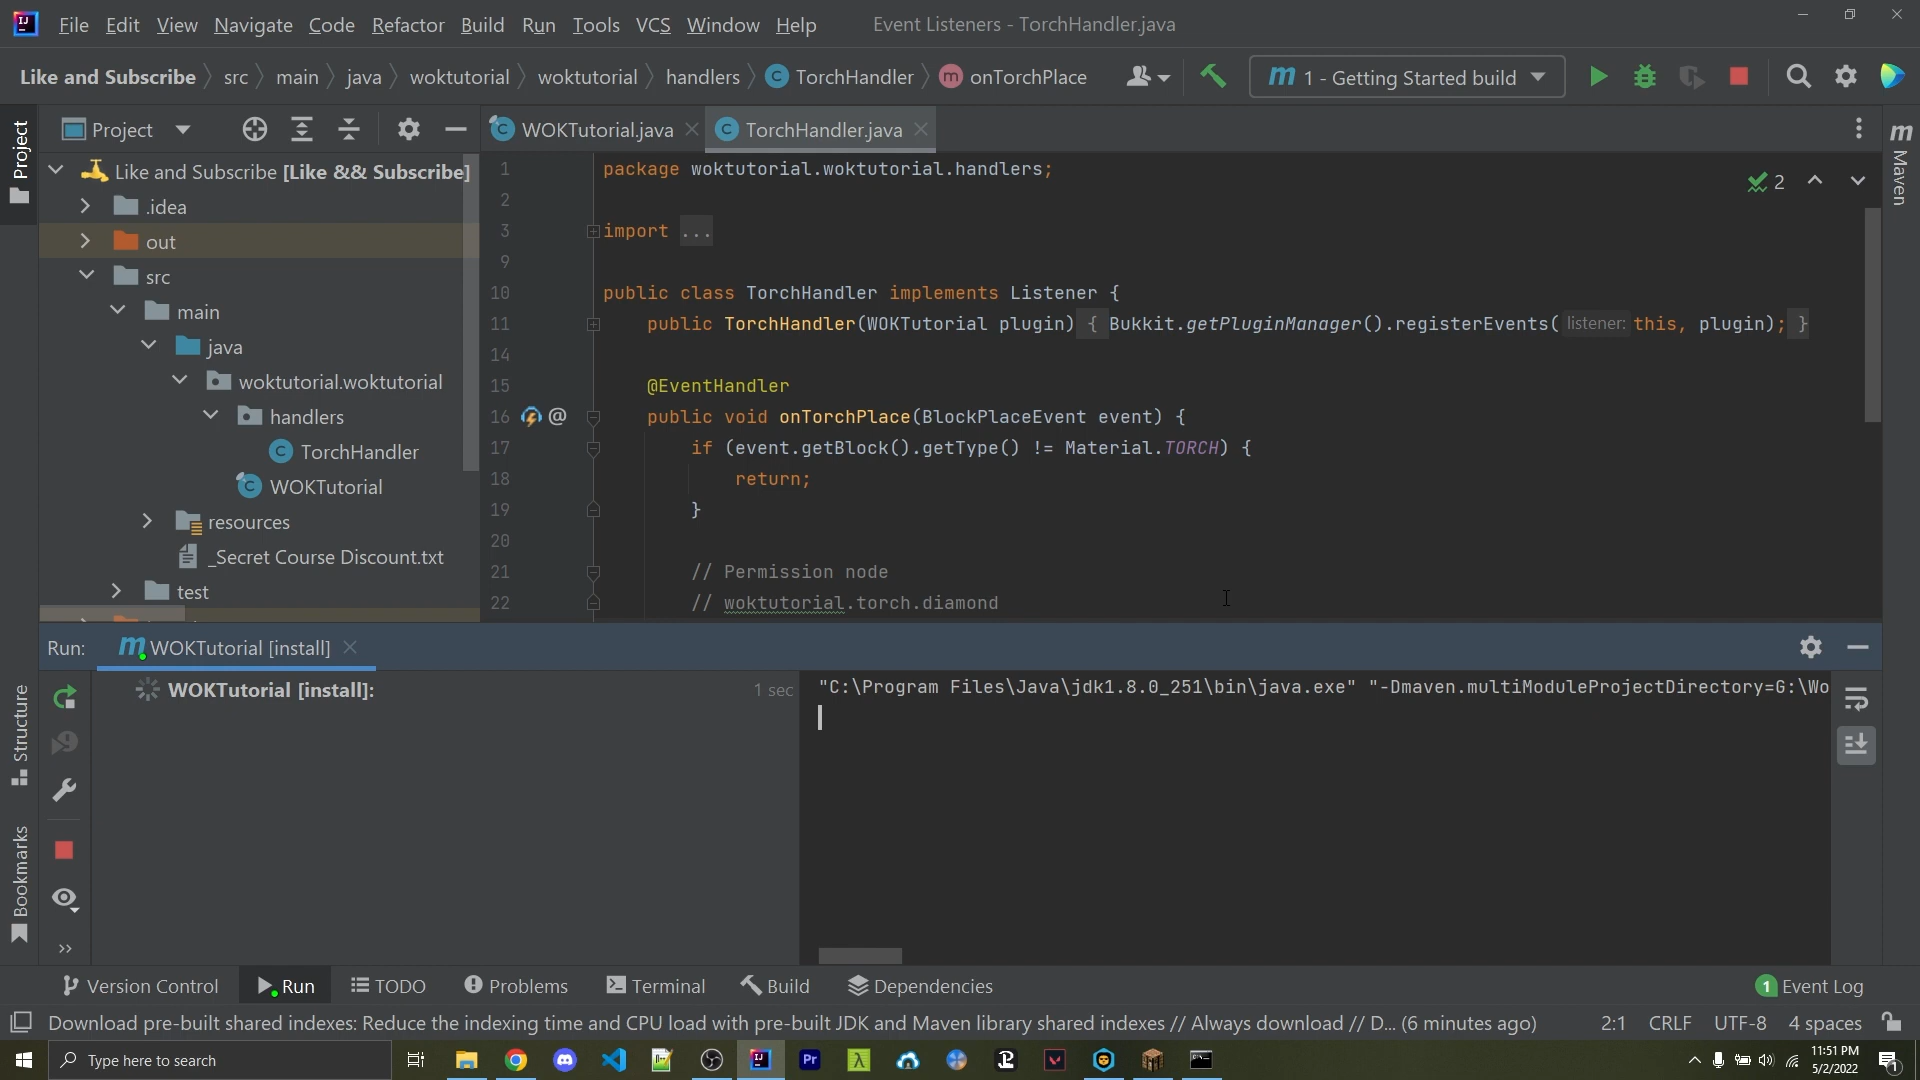 File Edit View Navigate Code Refactor Build Run Tools VCS Window Help Event Listeners - TorchHandler.java
Like and Subscribe src main java woktutorial woktutorial handlers TorchHandler onTorchPlace 1 - Getting Started build
Project
Project
WOKTutorial.java
TorchHandler.java
Maven
Like and Subscribe [Like && Subscribe]
.idea
out
src
main
java
woktutorial.woktutorial
handlers
TorchHandler
WOKTutorial
resources
_Secret Course Discount.txt
test
2
1 package woktutorial.woktutorial.handlers;
2
3 import ...
9
10 public class TorchHandler implements Listener {
11 public TorchHandler(WOKTutorial plugin) { Bukkit.getPluginManager().registerEvents( listener: this, plugin); }
14
15 @EventHandler
16 @ public void onTorchPlace(BlockPlaceEvent event) {
17 if (event.getBlock().getType() != Material.TORCH) {
18 return;
19 }
20
21 // Permission node
22 // woktutorial.torch.diamond
Run: WOKTutorial [install]
WOKTutorial [install]: 1 sec
"C:\Program Files\Java\jdk1.8.0_251\bin\java.exe" "-Dmaven.multiModuleProjectDirectory=G:\Wo
Structure
Bookmarks
Version Control Run TODO Problems Terminal Build Dependencies 1 Event Log
Download pre-built shared indexes: Reduce the indexing time and CPU load with pre-built JDK and Maven library shared indexes // Always download // D... (6 minutes ago) 2:1 CRLF UTF-8 4 spaces
Type here to search
11:51 PM
5/2/2022
1